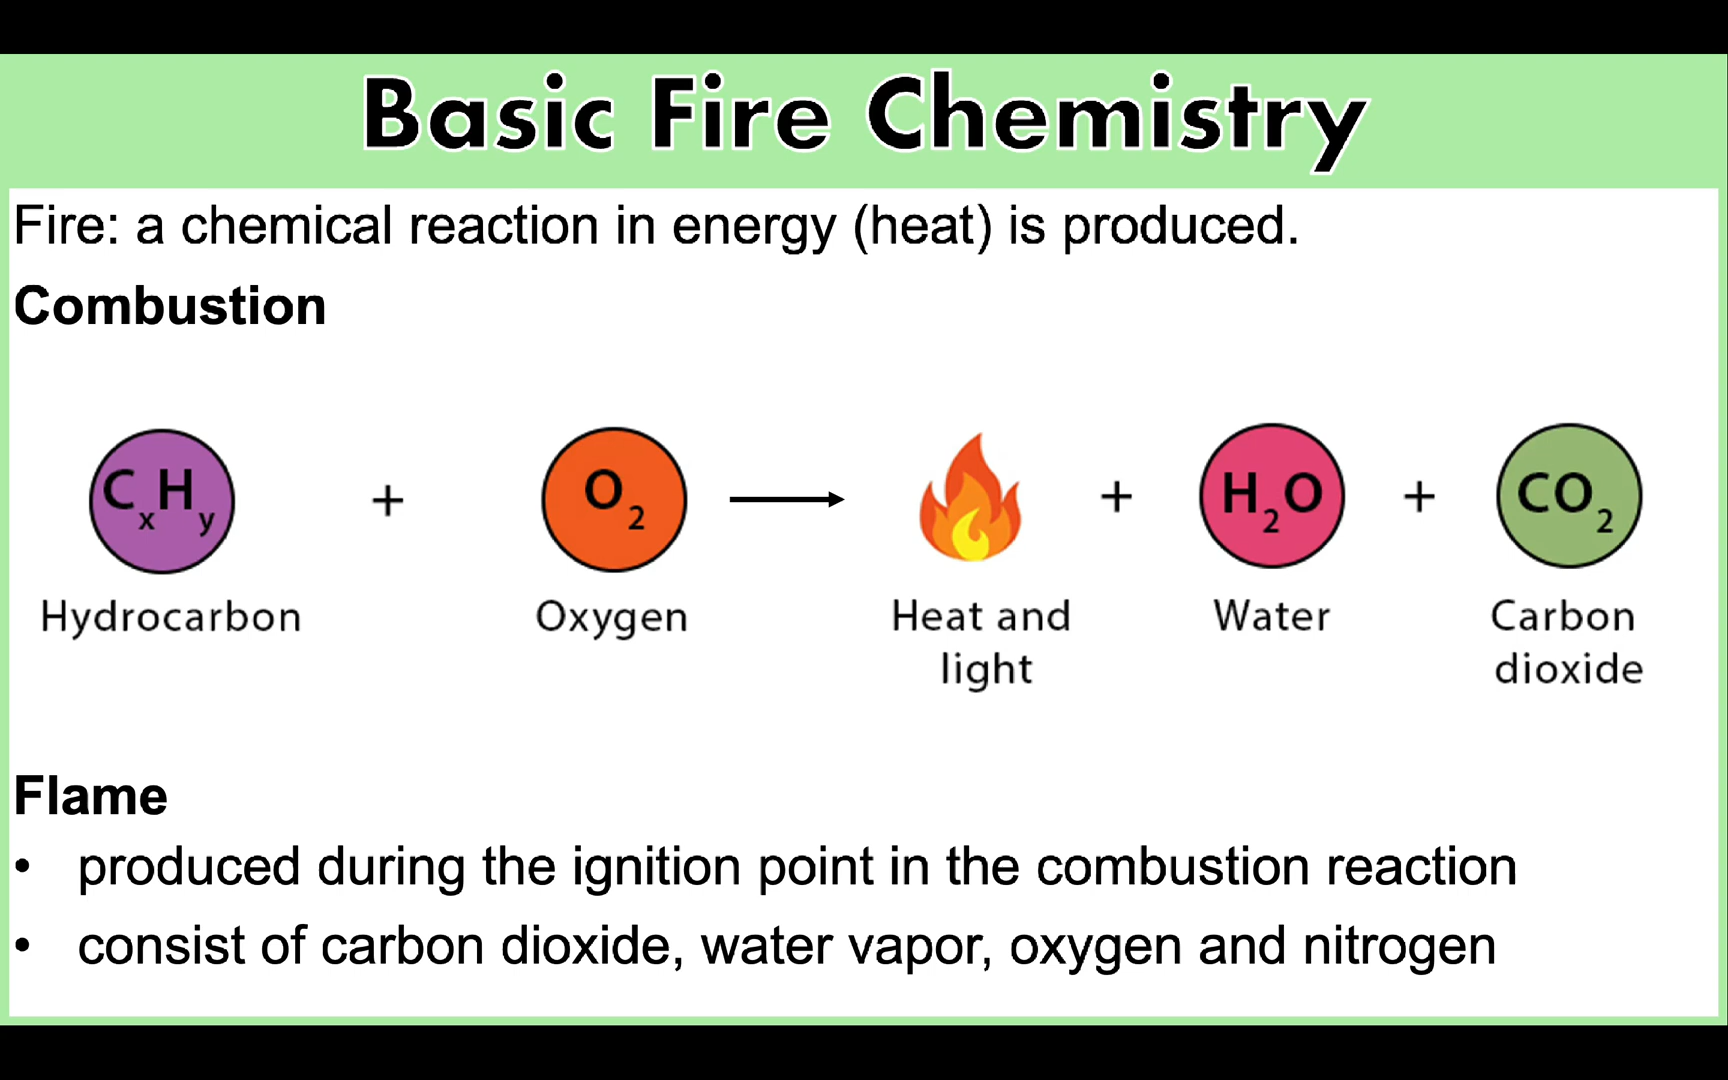 Basic Fire Chemistry
Fire: a chemical reaction in energy (heat) is produced.
Combustion
CxHy + O2 → + H2O + CO2
Hydrocarbon Oxygen Heat and light Water Carbon dioxide
Flame
• produced during the ignition point in the combustion reaction
• consist of carbon dioxide, water vapor, oxygen and nitrogen